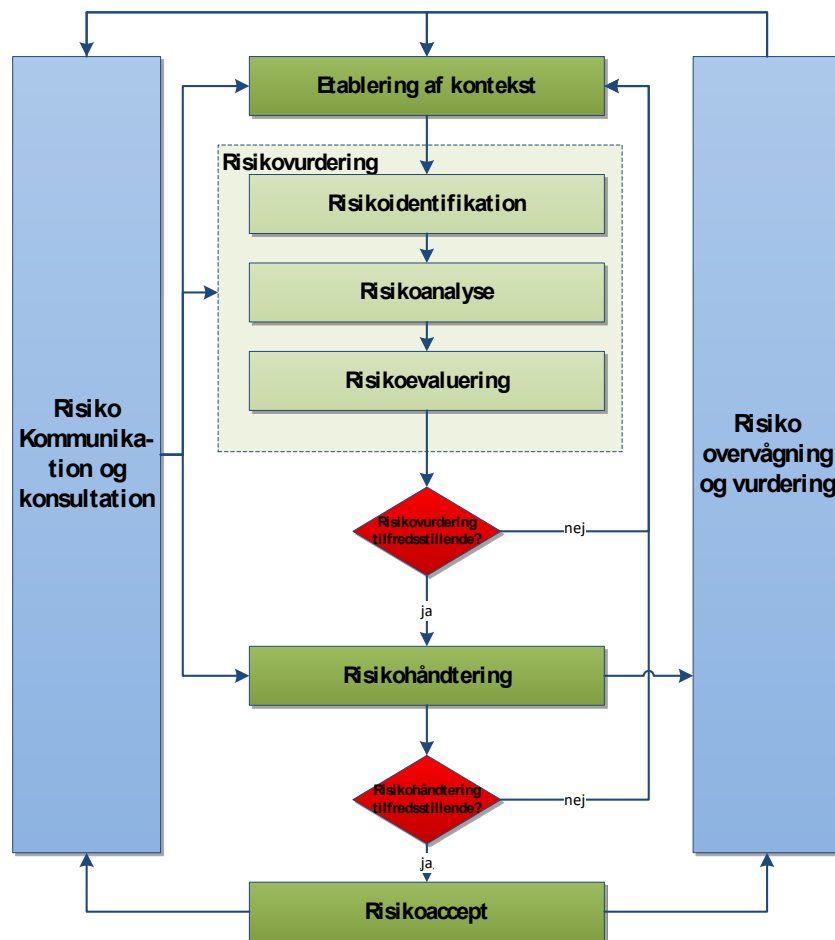 Etablering af kontekst
Risikovurdering
Risikoidentifikation
Risikoanalyse
Risikoevaluering
Risiko
Kommunika-
tion og
konsultation
Risiko
overvågning
og vurdering
Risikovurdering
tilfredsstillende?
nej
ja
Risikohåndtering
Risikohåndtering
tilfredsstillende?
nej
ja
Risikoaccept